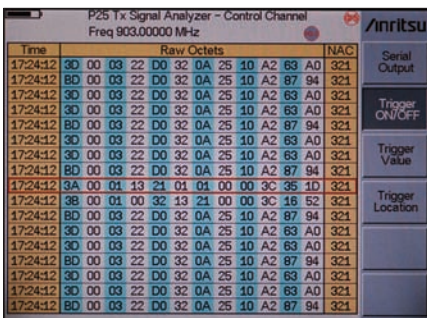 P25 Tx Signal Analyzer - Control Channel
Freq 903.00000 MHz
Anritsu
Time Raw Octets NAC
17:24:12 3D 00 03 22 D0 32 0A 25 10 A2 63 A0 321
17:24:12 BD 00 03 22 D0 32 0A 25 10 A2 87 94 321
17:24:12 3D 00 03 22 D0 32 0A 25 10 A2 63 A0 321
17:24:12 3D 00 03 22 D0 32 0A 25 10 A2 63 A0 321
17:24:12 BD 00 03 22 D0 32 0A 25 10 A2 87 94 321
17:24:12 3D 00 03 22 D0 32 0A 25 10 A2 63 A0 321
17:24:12 3D 00 03 22 D0 32 0A 25 10 A2 63 A0 321
17:24:12 BD 00 03 22 D0 32 0A 25 10 A2 87 94 321
17:24:12 3A 00 01 13 21 01 01 00 00 3C 35 1D 321
17:24:12 3B 00 01 00 32 13 21 00 00 3C 16 52 321
17:24:12 BD 00 03 22 D0 32 0A 25 10 A2 87 94 321
17:24:12 3D 00 03 22 D0 32 0A 25 10 A2 63 A0 321
17:24:12 BD 00 03 22 D0 32 0A 25 10 A2 87 94 321
17:24:12 3D 00 03 22 D0 32 0A 25 10 A2 63 A0 321
17:24:12 3D 00 03 22 D0 32 0A 25 10 A2 63 A0 321
17:24:12 3D 00 03 22 D0 32 0A 25 10 A2 63 A0 321
17:24:12 BD 00 03 22 D0 32 0A 25 10 A2 87 94 321
Serial
Output
Trigger
ON/OFF
Trigger
Value
Trigger
Location